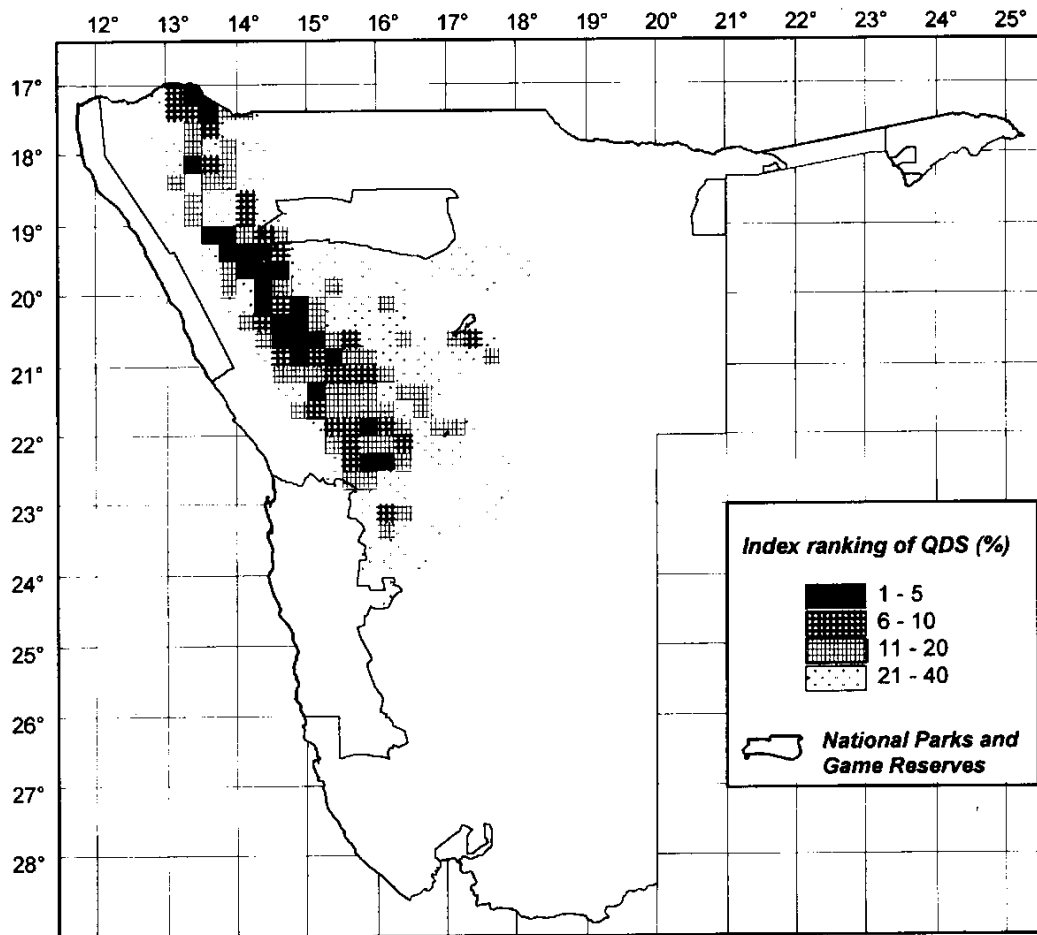 12° 13° 14° 15° 16° 17° 18° 19° 20° 21° 22° 23° 24° 25°
17°
18°
19°
20°
21°
22°
23°
24°
25°
26°
27°
28°
Index ranking of QDS (%)
1 - 5
6 - 10
11 - 20
21 - 40
National Parks and
Game Reserves